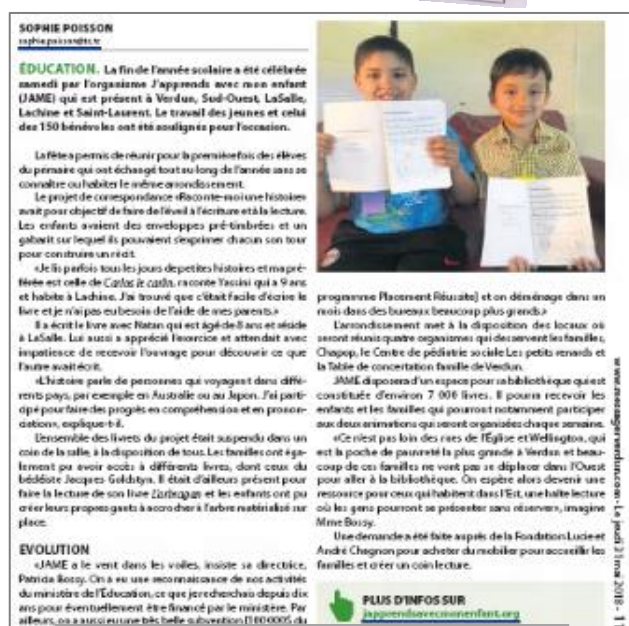 SOPHIE POISSON
sophie.poisson@tc.tc
ÉDUCATION. La fin de l'année scolaire a été célébrée
samedi par l'organisme J'apprends avec mon enfant
(JAME) qui est présent à Verdun, Sud-Ouest, LaSalle,
Lachine et Saint-Laurent. Le travail des jeunes et celui
des 150 bénévoles ont été soulignés pour l'occasion.
La fête a permis de réunir pour la première fois des élèves
du primaire qui ont échangé tout au long de l'année sans se
connaître ou habiter le même arrondissement.
Le projet de correspondance «Raconte-moi une histoire»
avait pour objectif de faire de l'éveil à l'écriture et à la lecture.
Les enfants avaient des enveloppes pré-timbrées et un
gabarit sur lequel ils pouvaient s'exprimer chacun son tour
pour construire un récit.
«Je lis parfois tous les jours de petites histoires et ma pré-
férée est celle de Carlos le carlin, raconte Yassini qui a 9 ans
et habite à Lachine. J'ai trouvé que c'était facile d'écrire le
livre et je n'ai pas eu besoin de l'aide de mes parents.»
Il a écrit le livre avec Natan qui est âgé de 8 ans et réside
à LaSalle. Lui aussi a apprécié l'exercice et attendait avec
impatience de recevoir l'ouvrage pour découvrir ce que
l'autre avait écrit.
«L'histoire parle de personnes qui voyagent dans diffé-
rents pays, par exemple en Australie ou au Japon. J'ai parti-
cipé pour faire des progrès en compréhension et en pronon-
ciation», explique-t-il.
L'ensemble des livrets du projet était suspendu dans un
coin de la salle, à la disposition de tous. Les familles ont éga-
lement pu avoir accès à différents livres, dont ceux du
bédéiste Jacques Goldstyn. Il était d'ailleurs présent pour
faire la lecture de son livre L'arbragan et les enfants ont pu
créer leurs propres gants à accrocher à l'arbre matérialisé sur
place.
EVOLUTION
«JAME a le vent dans les voiles, insiste sa directrice,
Patricia Bossy. On a eu une reconnaissance de nos activités
du ministère de l'Éducation, ce que je recherchais depuis dix
ans pour éventuellement être financé par le ministère. Par
ailleurs, on a aussi eu une très belle subvention [100 000$ du
programme Placement Réussite] et on déménage dans un
mois dans des bureaux beaucoup plus grands.»
L'arrondissement met à la disposition des locaux où
seront réunis quatre organismes qui desservent les familles,
Chapop, le Centre de pédiatrie sociale Les petits renards et
la Table de concertation famille de Verdun.
JAME disposera d'un espace pour sa bibliothèque qui est
constituée d'environ 7 000 livres. Il pourra recevoir les
enfants et les familles qui pourront notamment participer
aux deux animations qui seront organisées chaque semaine.
«Ce n'est pas loin des rues de l'Église et Wellington, qui
est la poche de pauvreté la plus grande à Verdun et beau-
coup de ces familles ne vont pas se déplacer dans l'Ouest
pour aller à la bibliothèque. On espère alors devenir une
ressource pour ceux qui habitent dans l'Est, une halte lecture
où les gens pourront se présenter sans réserver», imagine
Mme Bossy.
Une demande a été faite auprès de la Fondation Lucie et
André Chagnon pour acheter du mobilier pour accueillir les
familles et créer un coin lecture.
PLUS D'INFOS SUR
japprendsavecmonenfant.org
www.messagerverdun.com - Le jeudi 31 mai 2018 - 11